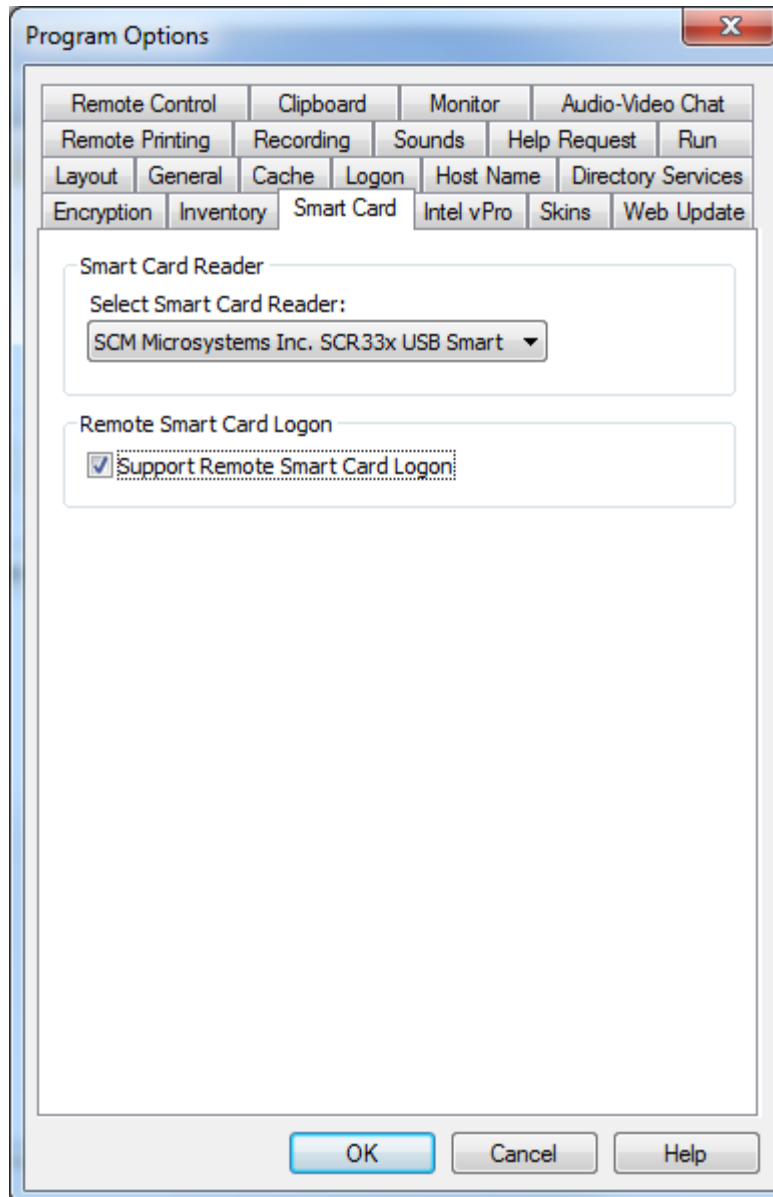 Program Options
Remote Control Clipboard Monitor Audio-Video Chat
Remote Printing Recording Sounds Help Request Run
Layout General Cache Logon Host Name Directory Services
Encryption Inventory Smart Card Intel vPro Skins Web Update
Smart Card Reader
Select Smart Card Reader:
SCM Microsystems Inc. SCR33x USB Smart
Remote Smart Card Logon
Support Remote Smart Card Logon
OK Cancel Help